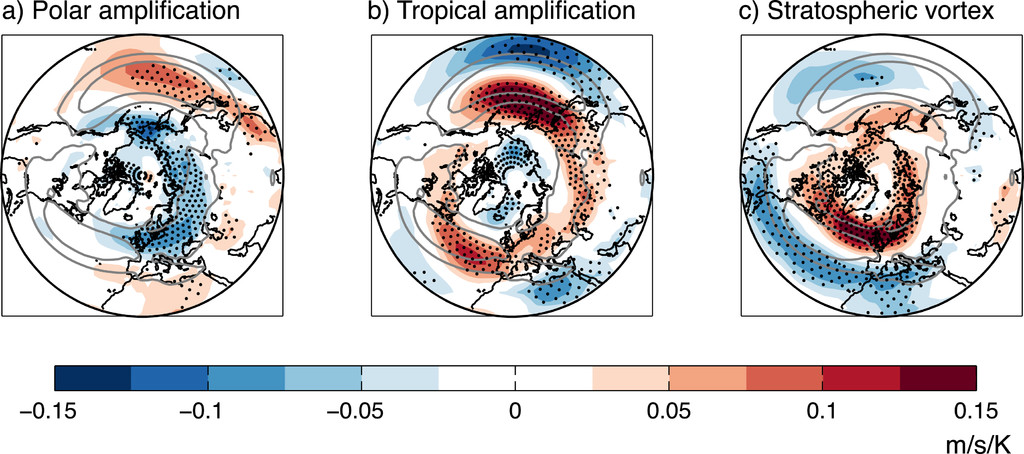 a) Polar amplification
b) Tropical amplification
c) Stratospheric vortex
−0.15 −0.1 −0.05 0 0.05 0.1 0.15
m/s/K